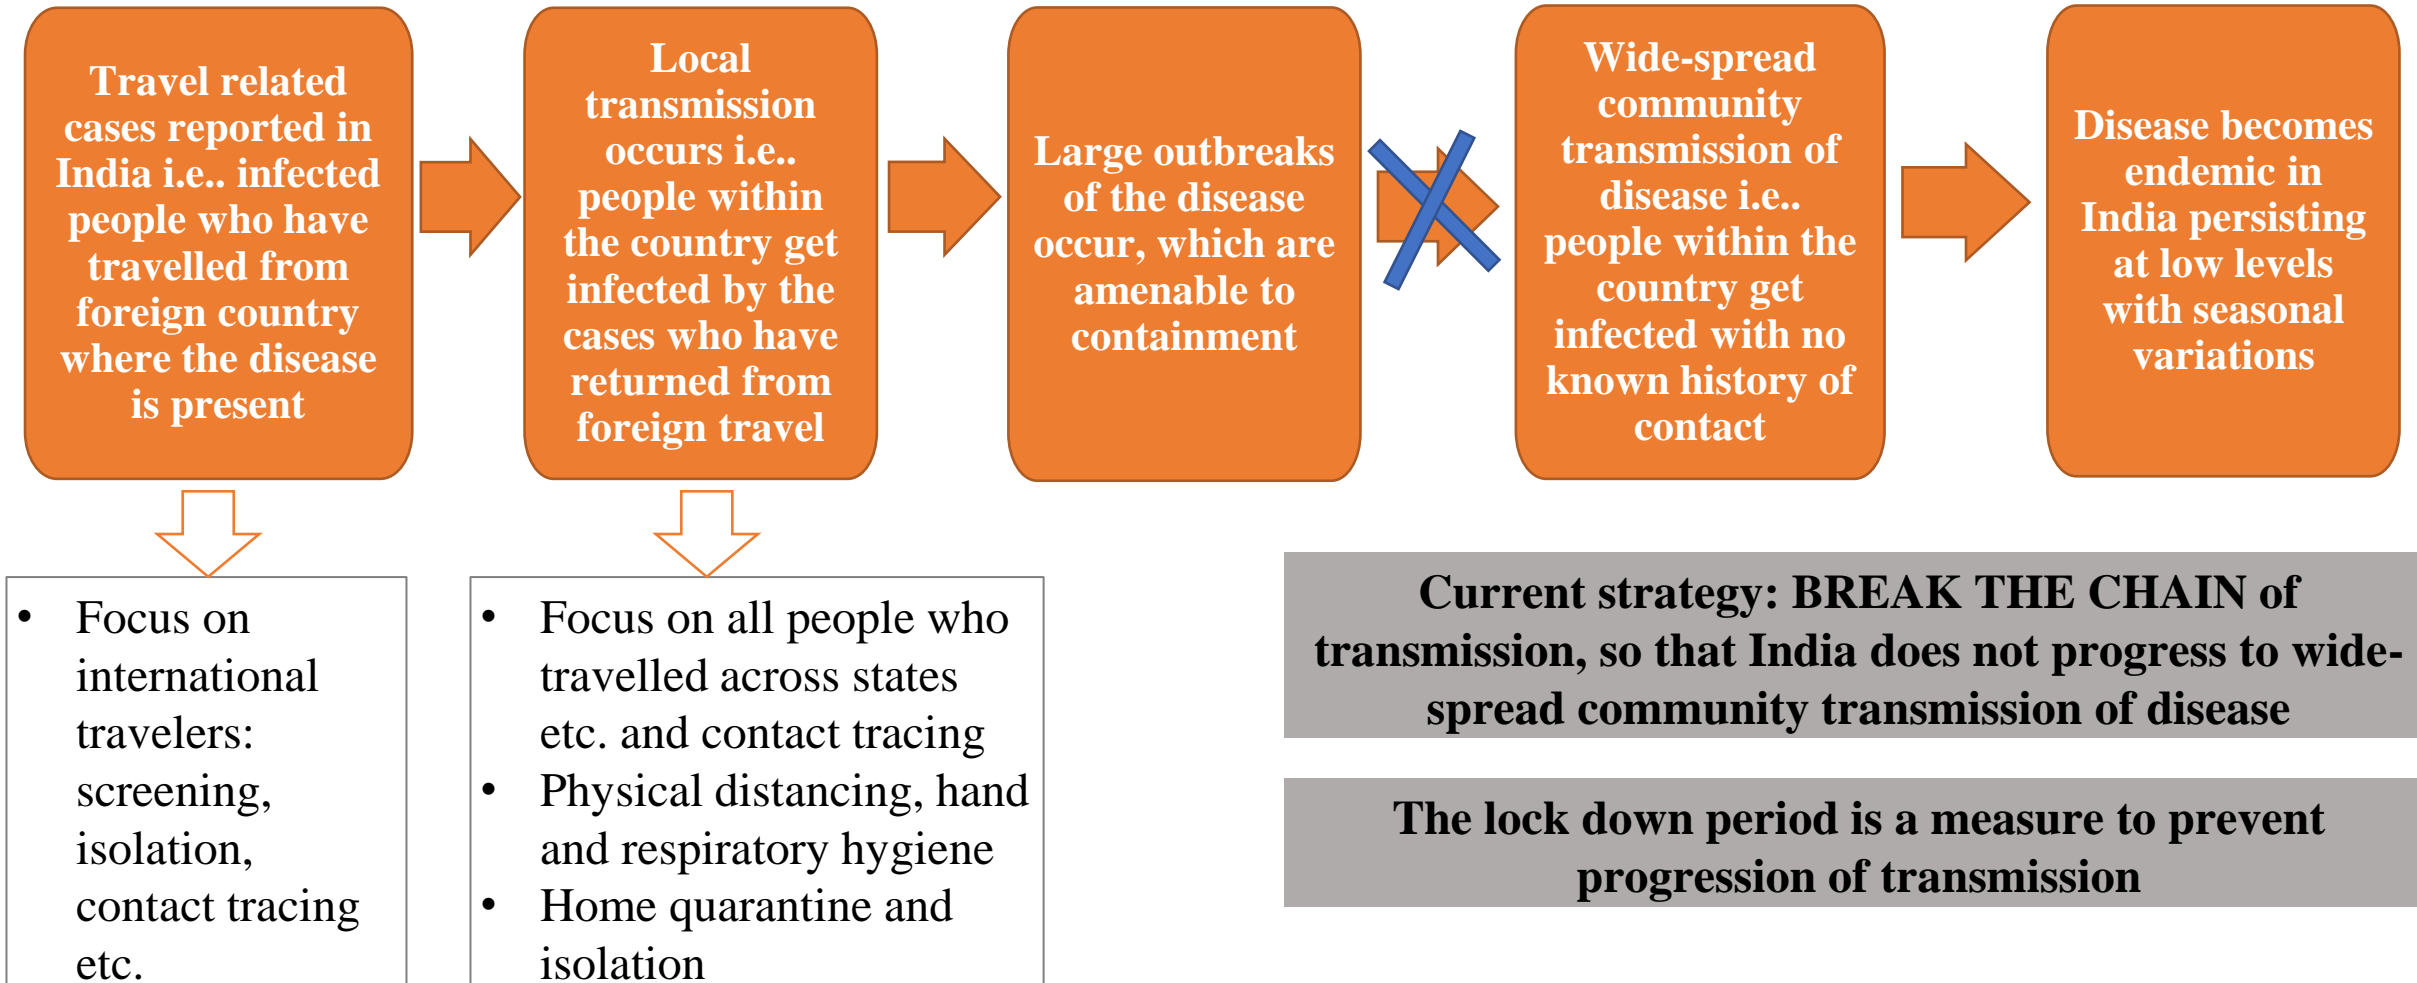 Travel related
cases reported in
India i.e.. infected
people who have
travelled from
foreign country
where the disease
is present
Local
transmission
occurs i.e..
people within
the country get
infected by the
cases who have
returned from
foreign travel
Large outbreaks
of the disease
occur, which are
amenable to
containment
Wide-spread
community
transmission of
disease i.e..
people within the
country get
infected with no
known history of
contact
Disease becomes
endemic in
India persisting
at low levels
with seasonal
variations
• Focus on
international
travelers:
screening,
isolation,
contact tracing
etc.
• Focus on all people who
travelled across states
etc. and contact tracing
• Physical distancing, hand
and respiratory hygiene
• Home quarantine and
isolation
Current strategy: BREAK THE CHAIN of
transmission, so that India does not progress to wide-
spread community transmission of disease
The lock down period is a measure to prevent
progression of transmission